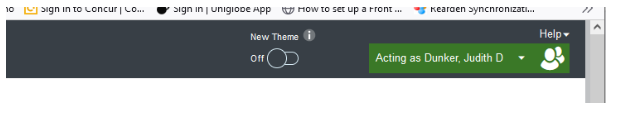 Sign in to Concur | Co... Sign in | Uniglobe App How to set up a Front ... Rearden Synchronizati... »
New Theme i
Help
Off
Acting as Dunker, Judith D